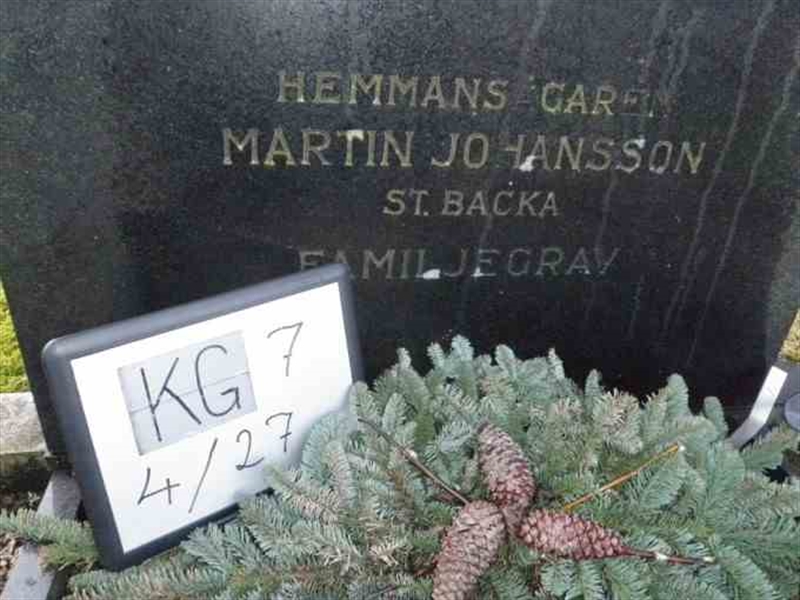 HEMMANSÄGAREN
MARTIN JOHANSSON
ST. BACKA
FAMILJEGRAV
KG 7
4/27